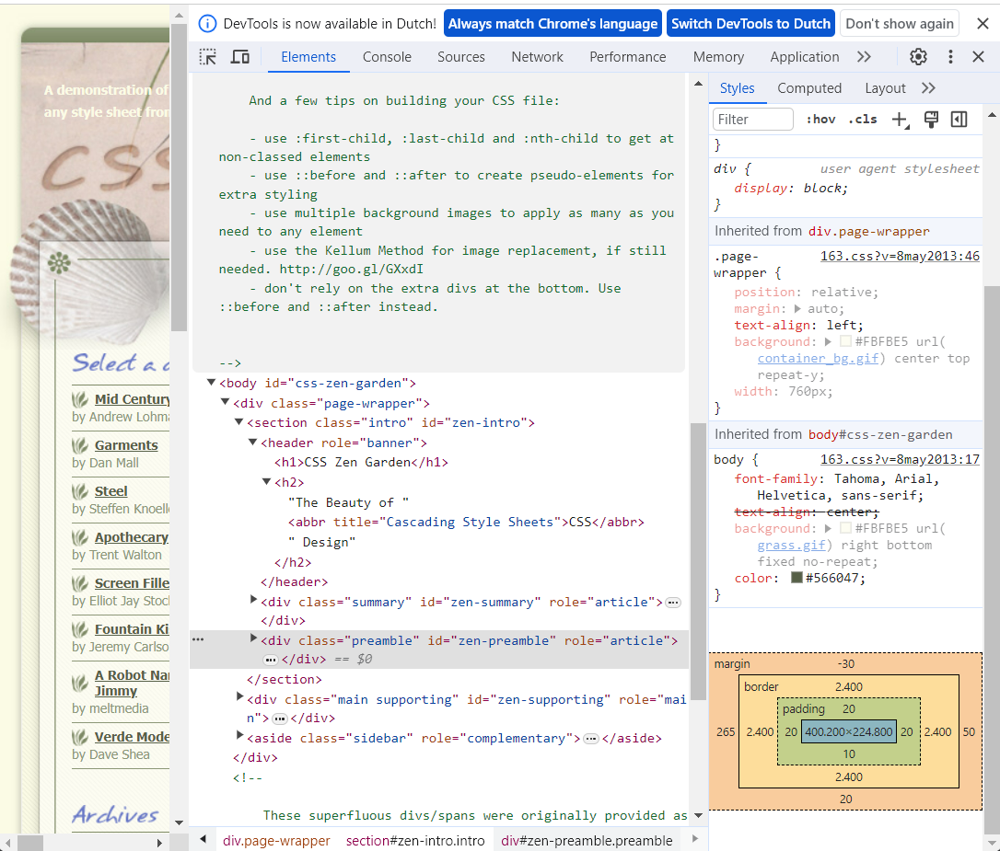 DevTools is now available in Dutch! Always match Chrome's language Switch DevTools to Dutch Don't show again
Elements Console Sources Network Performance Memory Application
A demonstration of
any style sheet from
CSS
Select a d
Mid Century
by Andrew Lohma
Garments
by Dan Mall
Steel
by Steffen Knoelle
Apothecary
by Trent Walton
Screen Fille
by Elliot Jay Stock
Fountain Ki
by Jeremy Carlso
A Robot Nam
Jimmy
by meltmedia
Verde Mode
by Dave Shea
Archives
And a few tips on building your CSS file:
- use :first-child, :last-child and :nth-child to get at
non-classed elements
- use ::before and ::after to create pseudo-elements for
extra styling
- use multiple background images to apply as many as you
need to any element
- use the Kellum Method for image replacement, if still
needed. http://goo.gl/GXxdI
- don't rely on the extra divs at the bottom. Use
::before and ::after instead.
-->
<body id="css-zen-garden">
<div class="page-wrapper">
<section class="intro" id="zen-intro">
<header role="banner">
<h1>CSS Zen Garden</h1>
<h2>
"The Beauty of "
<abbr title="Cascading Style Sheets">CSS</abbr>
" Design"
</h2>
</header>
<div class="summary" id="zen-summary" role="article">
</div>
<div class="preamble" id="zen-preamble" role="article">
</div> == $0
</section>
<div class="main supporting" id="zen-supporting" role="mai
n"> </div>
<aside class="sidebar" role="complementary"> </aside>
</div>
<!--
These superfluous divs/spans were originally provided as
div.page-wrapper section#zen-intro.intro div#zen-preamble.preamble
Styles Computed Layout
Filter :hov .cls
}
div { user agent stylesheet
display: block;
}
Inherited from div.page-wrapper
.page- 163.css?v=8may2013:46
wrapper {
position: relative;
margin: auto;
text-align: left;
background: #FBFBE5 url(
container_bg.gif) center top
repeat-y;
width: 760px;
}
Inherited from body#css-zen-garden
body { 163.css?v=8may2013:17
font-family: Tahoma, Arial,
Helvetica, sans-serif;
text-align: center;
background: #FBFBE5 url(
grass.gif) right bottom
fixed no-repeat;
color: #566047;
}
margin -30
border 2.400
padding 20
265 2.400 20 400.200×224.800 20 2.400 50
10
2.400
20